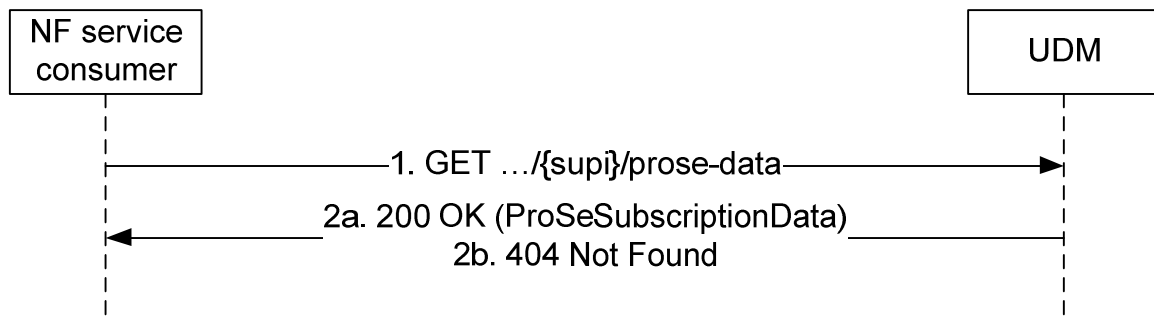 NF service
consumer
UDM
1. GET …/{supi}/prose-data
2a. 200 OK (ProSeSubscriptionData)
2b. 404 Not Found